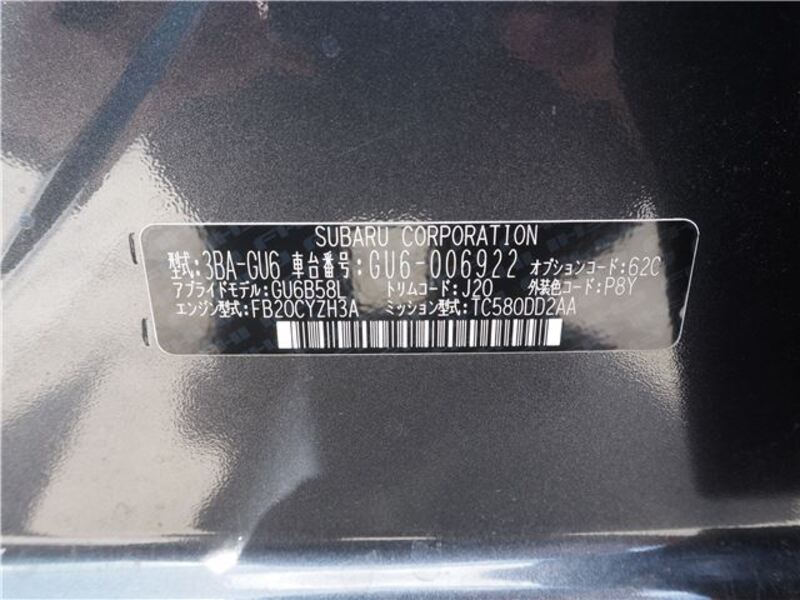 SUBARU CORPORATION
型式:3BA-GU6 車台番号:GU6-006922 オプションコード:62C
アプライドモデル:GU6B58L トリムコード:J20 外装色コード:P8Y
エンジン型式:FB20CYZH3A ミッション型式:TC580DD2AA